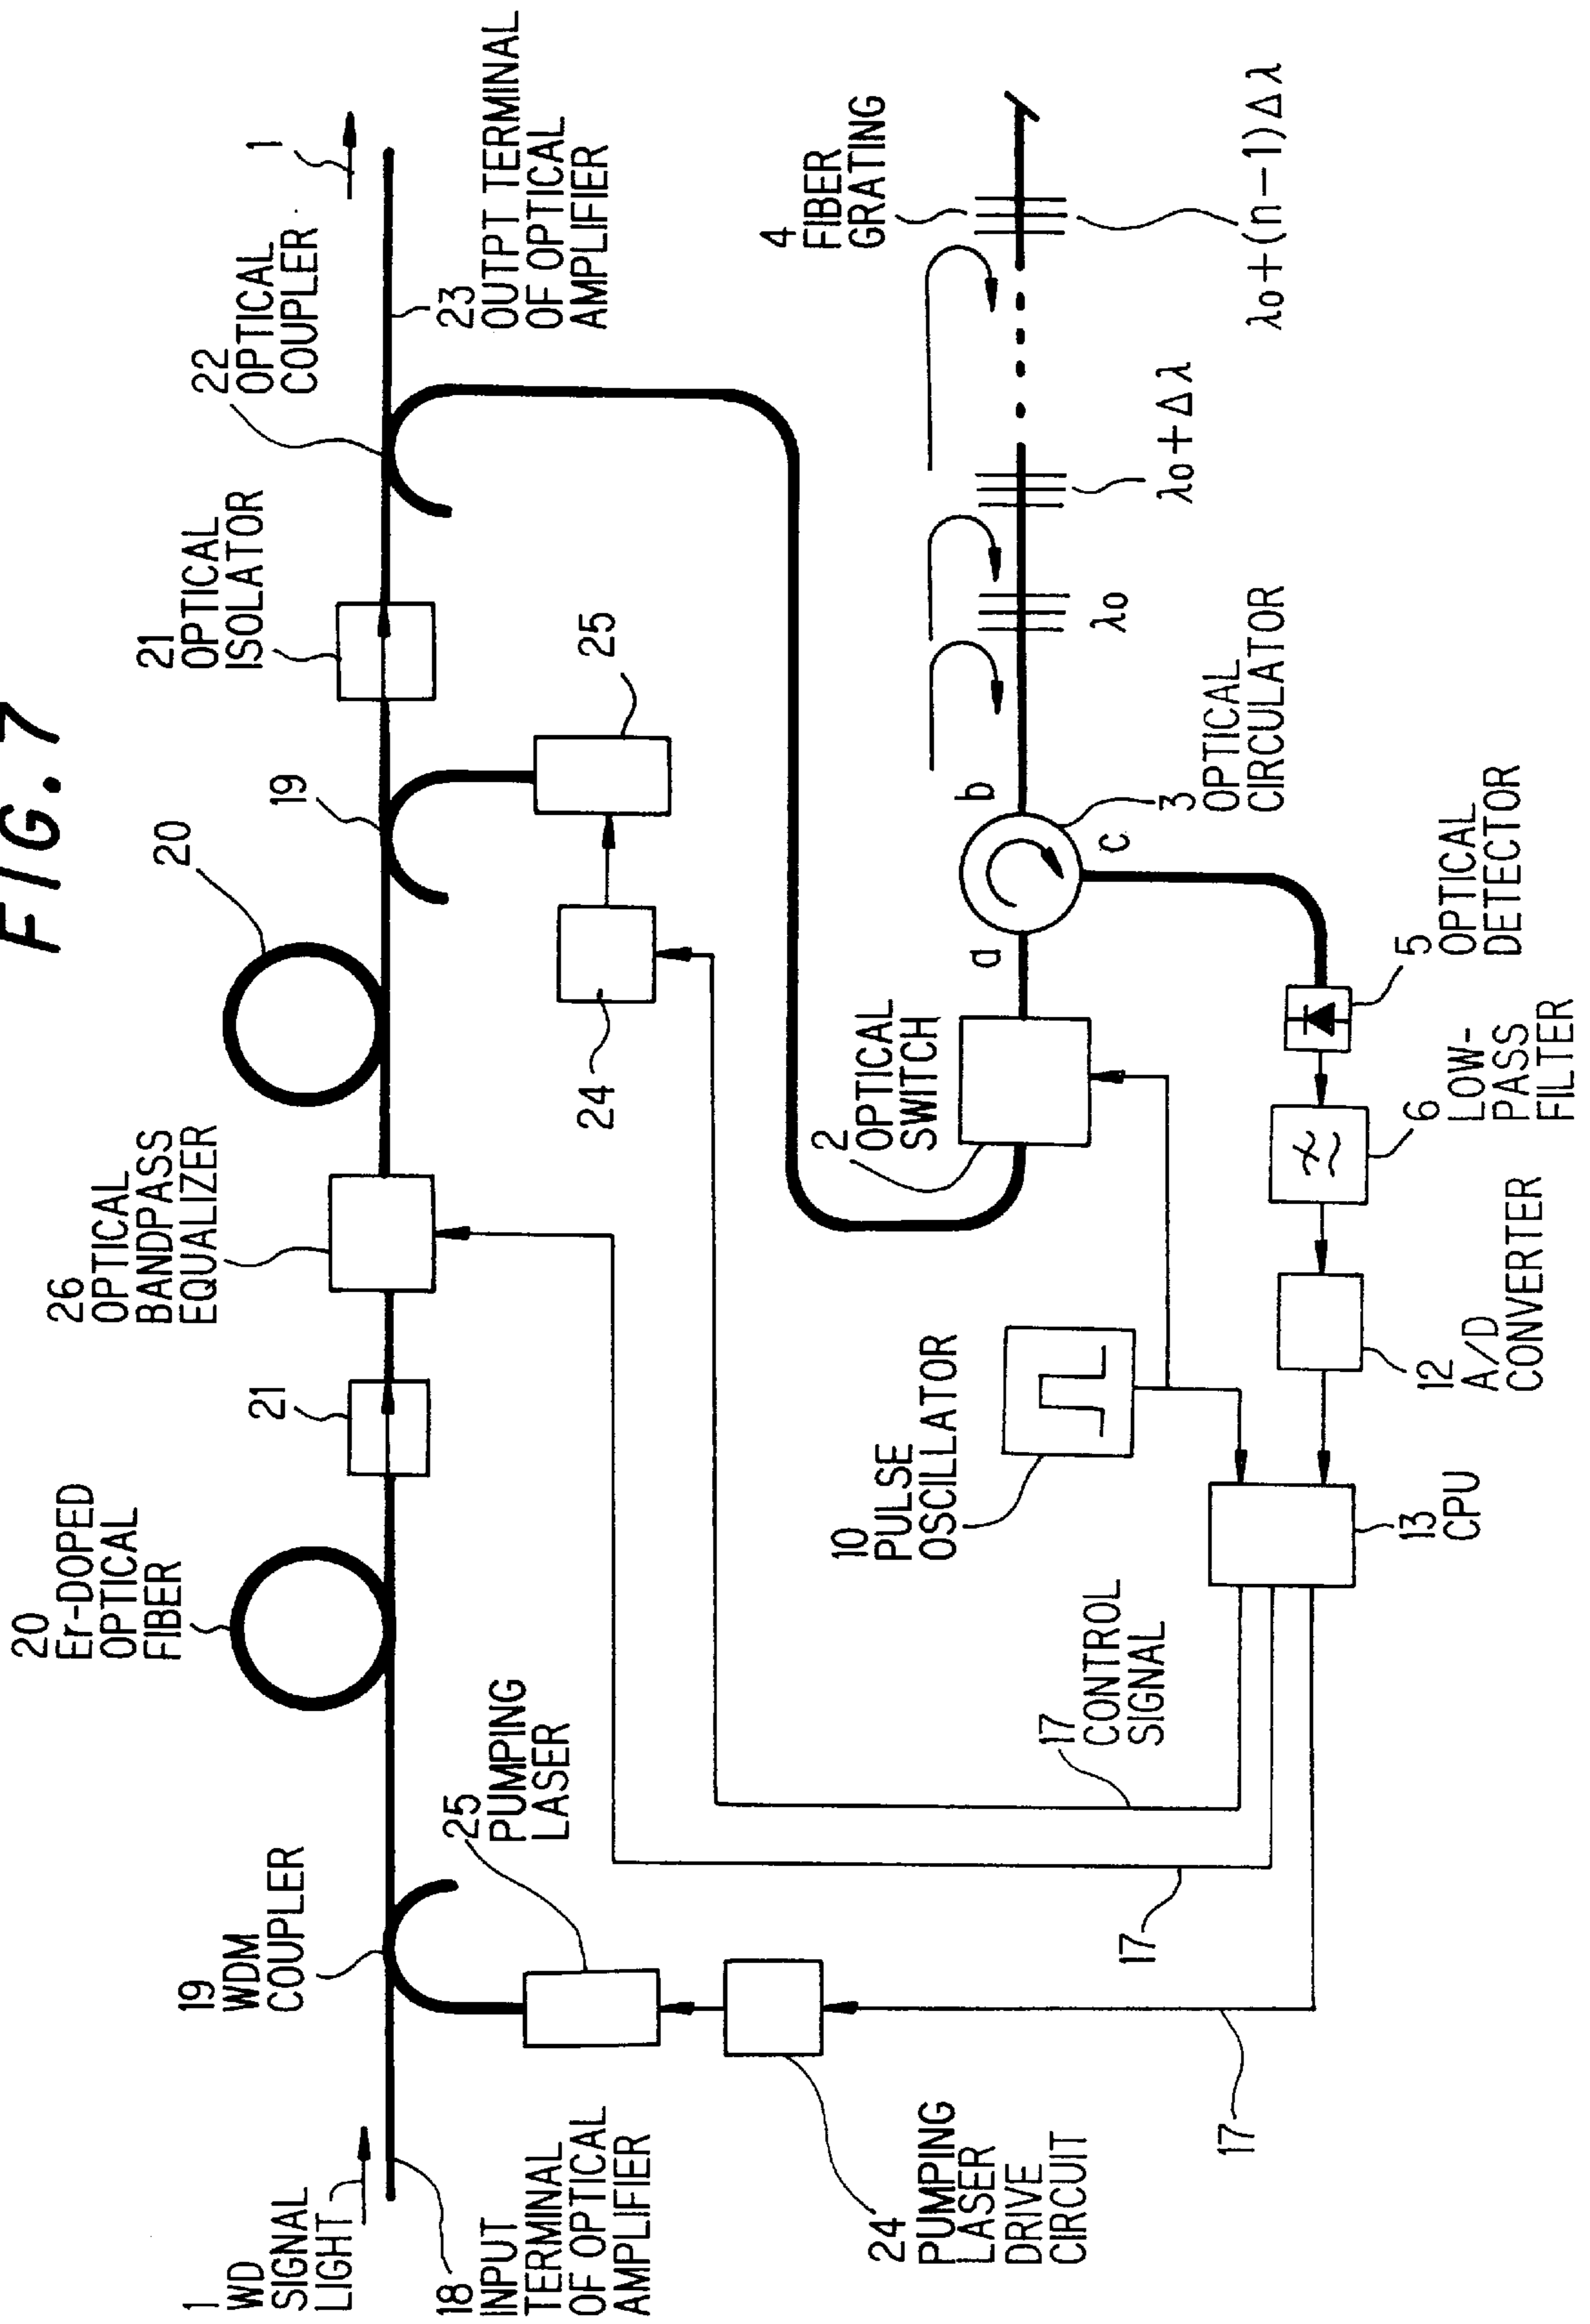 FIG. 7
1
WD
SIGNAL
LIGHT
18
INPUT
TERMINAL
OF OPTICAL
AMPLIFIER
19
WDM
COUPLER
20
Er-DOPED
OPTICAL
FIBER
21
26
OPTICAL
BANDPASS
EQUALIZER
20
19
21
OPTICAL
ISOLATOR
22
OPTICAL
COUPLER
1
23
OUTPT TERMINAL
OF OPTICAL
AMPLIFIER
25
PUMPING
LASER
24
25
24
PUMPING
LASER
DRIVE
CIRCUIT
17
17
17
CONTROL
SIGNAL
10
PULSE
OSCILLATOR
2
OPTICAL
SWITCH
a
b
c
3
OPTICAL
CIRCULATOR
4
FIBER
GRATING
λ0
λ0+Δλ
λ0+(n−1)Δλ
13
CPU
12
A/D
CONVERTER
6
LOW-
PASS
FILTER
5
OPTICAL
DETECTOR